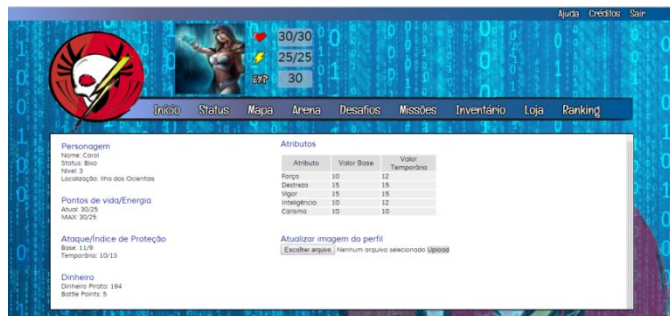 Ajuda Créditos Sair
30/30
25/25
EXP 30
Início Status Mapa Arena Desafios Missões Inventário Loja Ranking
Personagem
Nome: Carol
Status: Bixo
Nível: 3
Localização: Ilha dos Ocientais
Pontos de vida/Energia
Atual: 30/25
MAX: 30/25
Ataque/Índice de Proteção
Base: 11/9
Temporário: 10/13
Dinheiro
Dinheiro Pirata: 194
Battle Points: 5
Atributos
Atributo Valor Base Valor Temporário
Força 10 12
Destreza 15 15
Vigor 15 15
Inteligência 10 12
Carisma 10 10
Atualizar imagem do perfil
Escolher arquivo Nenhum arquivo selecionado Upload